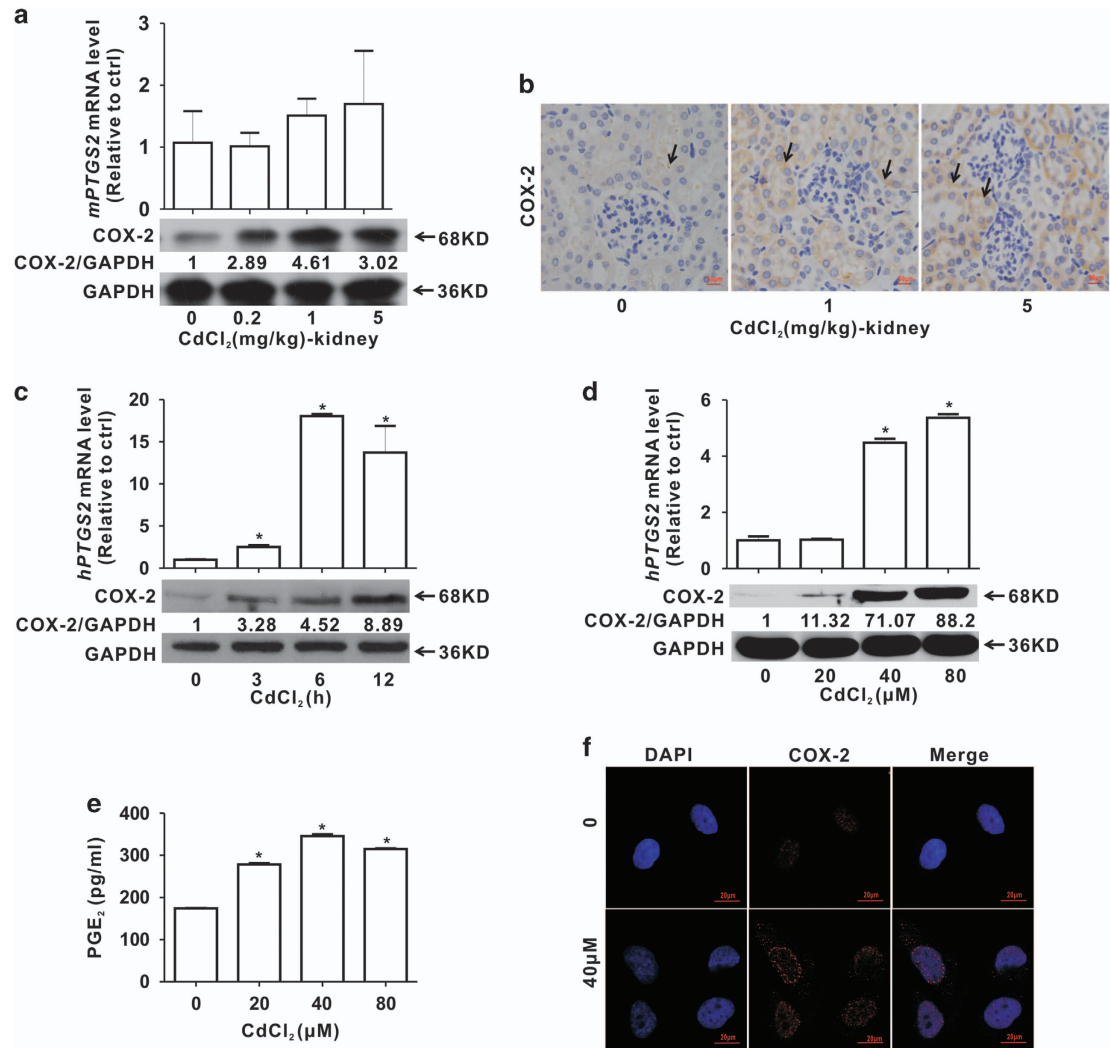 a
mPTGS2 mRNA level
(Relative to ctrl)
3
2
1
0
COX-2
←68KD
COX-2/GAPDH 1 2.89 4.61 3.02
GAPDH
←36KD
0 0.2 1 5
CdCl₂(mg/kg)-kidney
b
COX-2
0 1 5
CdCl₂(mg/kg)-kidney
c
hPTGS2 mRNA level
(Relative to ctrl)
20
15
10
5
0
* * *
COX-2
←68KD
COX-2/GAPDH 1 3.28 4.52 8.89
GAPDH
←36KD
0 3 6 12
CdCl₂(h)
d
hPTGS2 mRNA level
(Relative to ctrl)
6
4
2
0
* *
COX-2
←68KD
COX-2/GAPDH 1 11.32 71.07 88.2
GAPDH
←36KD
0 20 40 80
CdCl₂(μM)
e
PGE₂ (pg/ml)
400
300
200
100
0
* * *
0 20 40 80
CdCl₂(μM)
f
DAPI COX-2 Merge
0
20μm 20μm 20μm
40μM
20μm 20μm 20μm